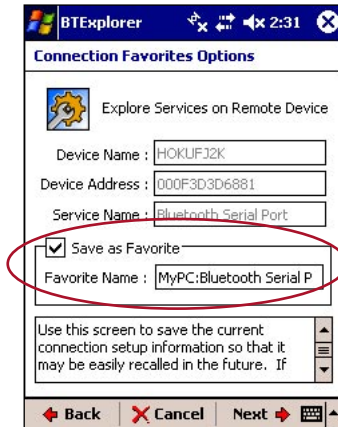 BTExplorer 2:31
Connection Favorites Options
Explore Services on Remote Device
Device Name : HOKUFJ2K
Device Address : 000F3D3D6881
Service Name : Bluetooth Serial Port
Save as Favorite
Favorite Name : MyPC:Bluetooth Serial P
Use this screen to save the current
connection setup information so that it
may be easily recalled in the future. If
Back Cancel Next